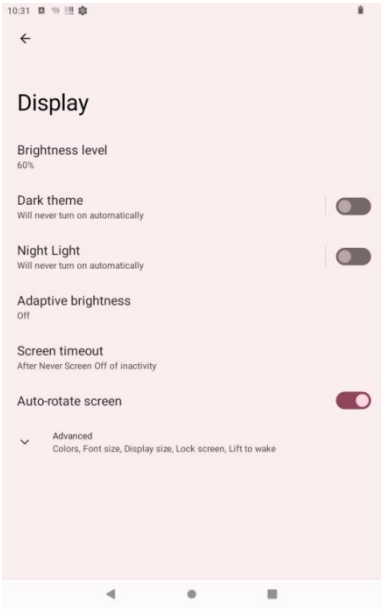 10:31
Display
Brightness level
60%
Dark theme
Will never turn on automatically
Night Light
Will never turn on automatically
Adaptive brightness
Off
Screen timeout
After Never Screen Off of inactivity
Auto-rotate screen
Advanced
Colors, Font size, Display size, Lock screen, Lift to wake